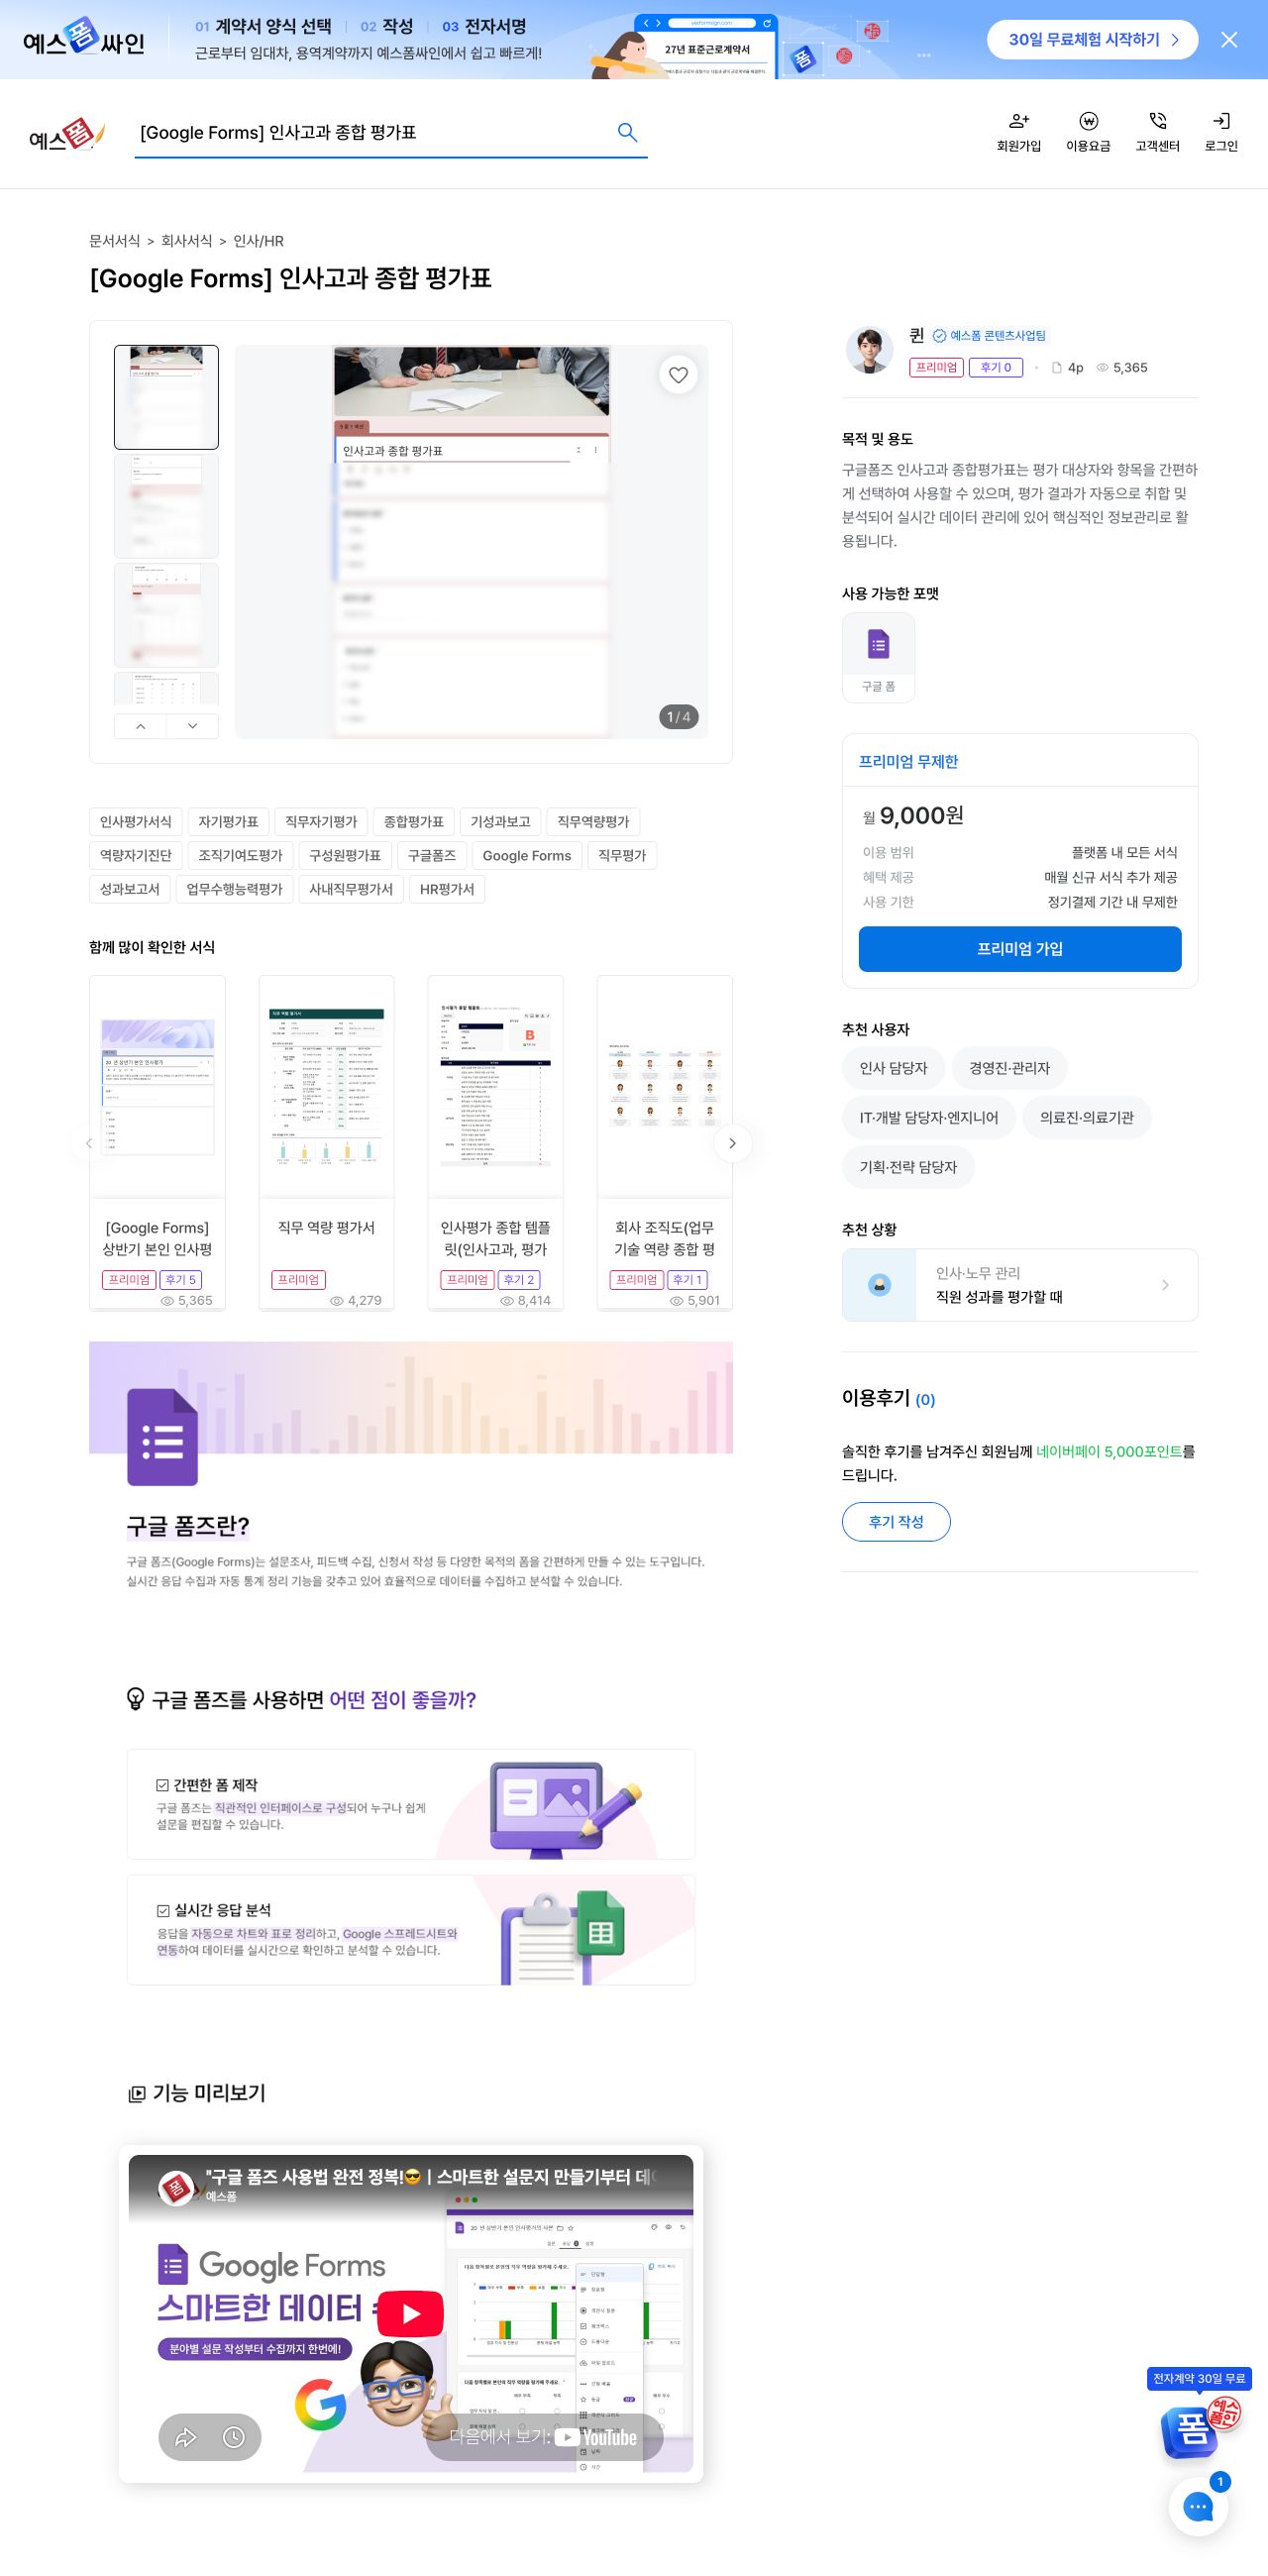 예스폼싸인
01 계약서 양식 선택 | 02 작성 | 03 전자서명
근로부터 임대차, 용역계약까지 예스폼싸인에서 쉽고 빠르게!
yesformsign.com
27년 표준근로계약서
30일 무료체험 시작하기
예스폼
[Google Forms] 인사고과 종합 평가표
회원가입
이용요금
고객센터
로그인
문서서식 > 회사서식 > 인사/HR
[Google Forms] 인사고과 종합 평가표
인사고과 종합 평가표
1 / 4
인사평가서식 자기평가표 직무자기평가 종합평가표 기성과보고 직무역량평가
역량자기진단 조직기여도평가 구성원평가표 구글폼즈 Google Forms 직무평가
성과보고서 업무수행능력평가 사내직무평가서 HR평가서
함께 많이 확인한 서식
[Google Forms]
상반기 본인 인사평
프리미엄 후기 5
5,365
직무 역량 평가서
프리미엄
4,279
인사평가 종합 템플
릿(인사고과, 평가
프리미엄 후기 2
8,414
회사 조직도(업무
기술 역량 종합 평
프리미엄 후기 1
5,901
구글 폼즈란?
구글 폼즈(Google Forms)는 설문조사, 피드백 수집, 신청서 작성 등 다양한 목적의 폼을 간편하게 만들 수 있는 도구입니다.
실시간 응답 수집과 자동 통계 정리 기능을 갖추고 있어 효율적으로 데이터를 수집하고 분석할 수 있습니다.
구글 폼즈를 사용하면 어떤 점이 좋을까?
간편한 폼 제작
구글 폼즈는 직관적인 인터페이스로 구성되어 누구나 쉽게
설문을 편집할 수 있습니다.
실시간 응답 분석
응답을 자동으로 차트와 표로 정리하고, Google 스프레드시트와
연동하여 데이터를 실시간으로 확인하고 분석할 수 있습니다.
기능 미리보기
"구글 폼즈 사용법 완전 정복!😎 | 스마트한 설문지 만들기부터 데
예스폼
Google Forms
스마트한 데이터
분야별 설문 작성부터 수집까지 한번에!
다음에서 보기: YouTube
퀸 예스폼 콘텐츠사업팀
프리미엄 후기 0 · 4p 5,365
목적 및 용도
구글폼즈 인사고과 종합평가표는 평가 대상자와 항목을 간편하
게 선택하여 사용할 수 있으며, 평가 결과가 자동으로 취합 및
분석되어 실시간 데이터 관리에 있어 핵심적인 정보관리로 활
용됩니다.
사용 가능한 포맷
구글 폼
프리미엄 무제한
월 9,000원
이용 범위 플랫폼 내 모든 서식
혜택 제공 매월 신규 서식 추가 제공
사용 기한 정기결제 기간 내 무제한
프리미엄 가입
추천 사용자
인사 담당자 경영진·관리자
IT·개발 담당자·엔지니어 의료진·의료기관
기획·전략 담당자
추천 상황
인사·노무 관리
직원 성과를 평가할 때
이용후기 (0)
솔직한 후기를 남겨주신 회원님께 네이버페이 5,000포인트를
드립니다.
후기 작성
전자계약 30일 무료
폼
예스
폼인
1